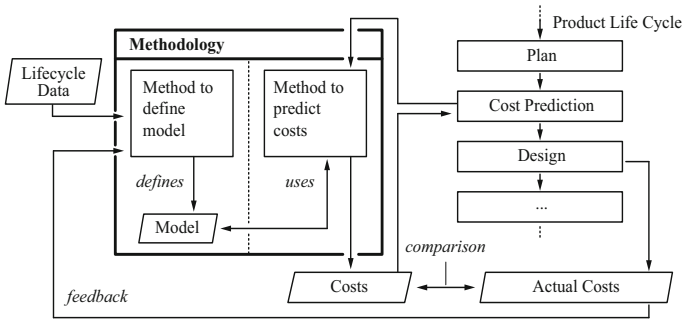 Product Life Cycle
Methodology
Plan
Lifecycle
Data
Method to
define
model
Method to
predict
costs
Cost Prediction
Design
defines
uses
...
Model
comparison
feedback
Costs
Actual Costs